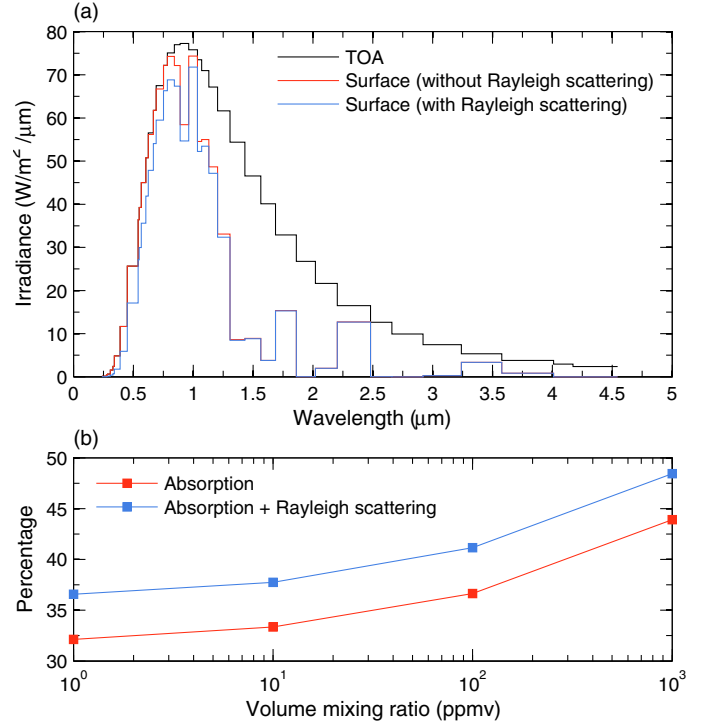 (a)
80
70
60
50
40
30
20
10
0
Irradiance (W/m² /μm)
TOA
Surface (without Rayleigh scattering)
Surface (with Rayleigh scattering)
0 0.5 1 1.5 2 2.5 3 3.5 4 4.5 5
Wavelength (μm)
(b)
50
45
40
35
30
Percentage
Absorption
Absorption + Rayleigh scattering
10⁰ 10¹ 10² 10³
Volume mixing ratio (ppmv)